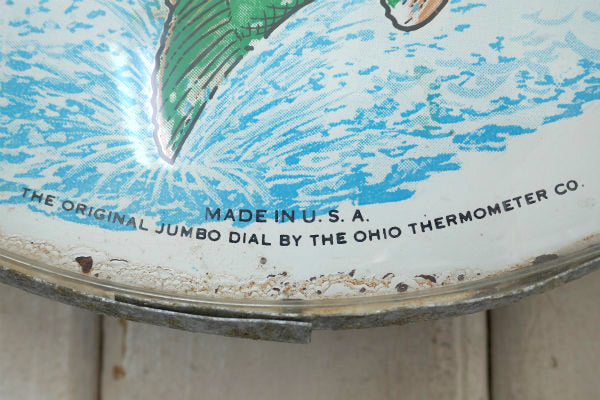 MADE IN U. S. A.
THE ORIGINAL JUMBO DIAL BY THE OHIO THERMOMETER CO.